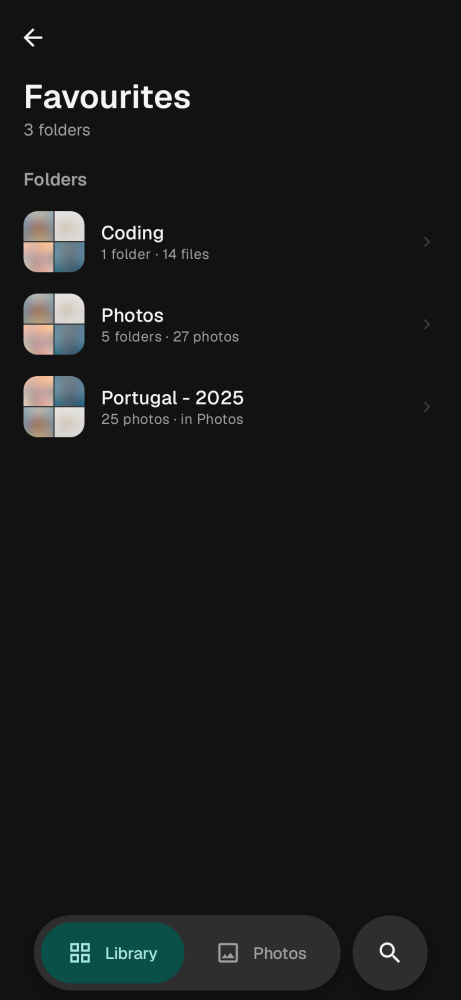 Favourites
3 folders
Folders
Coding
1 folder · 14 files
Photos
5 folders · 27 photos
Portugal - 2025
25 photos · in Photos
Library
Photos